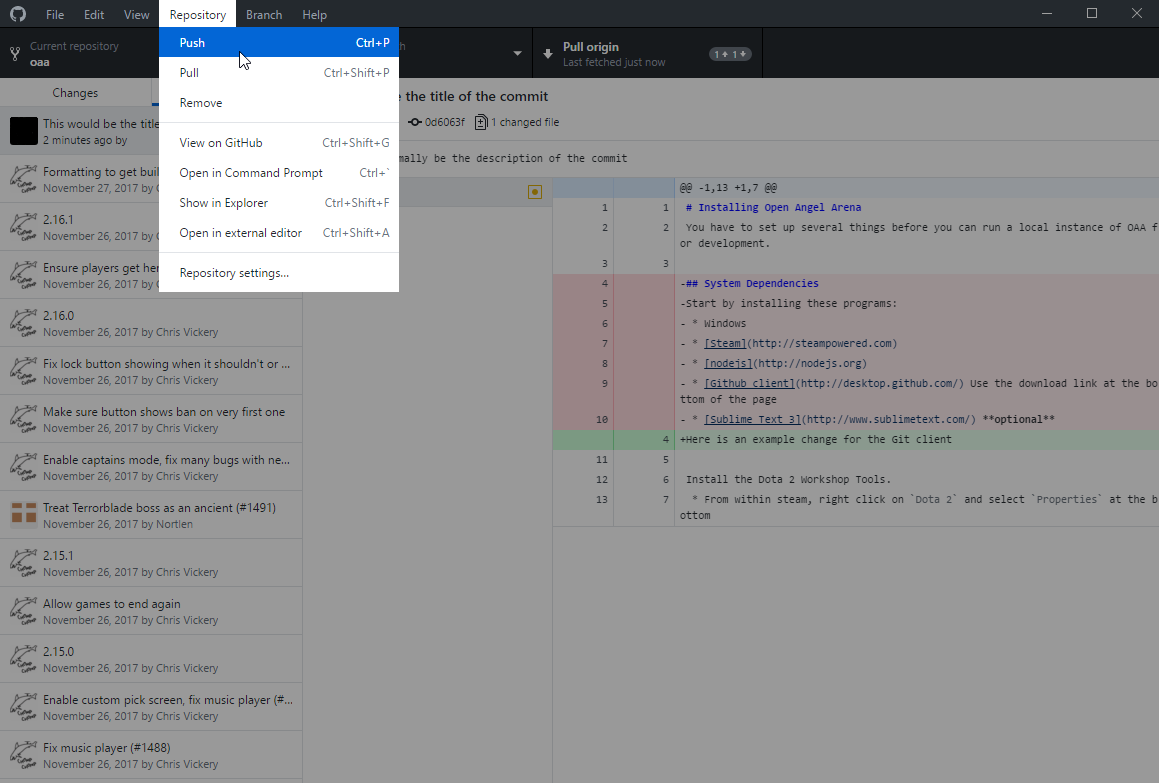 File Edit View Repository Branch Help
Current repository
oaa
Pull origin
Last fetched just now
1 1
Push Ctrl+P
Pull Ctrl+Shift+P
Remove
View on GitHub Ctrl+Shift+G
Open in Command Prompt Ctrl+`
Show in Explorer Ctrl+Shift+F
Open in external editor Ctrl+Shift+A
Repository settings...
Changes
This would be the title
2 minutes ago by
Formatting to get buil
November 27, 2017 by C
2.16.1
November 26, 2017 by C
Ensure players get her
November 26, 2017 by C
2.16.0
November 26, 2017 by Chris Vickery
Fix lock button showing when it shouldn't or ...
November 26, 2017 by Chris Vickery
Make sure button shows ban on very first one
November 26, 2017 by Chris Vickery
Enable captains mode, fix many bugs with ne...
November 26, 2017 by Chris Vickery
Treat Terrorblade boss as an ancient (#1491)
November 26, 2017 by Nortlen
2.15.1
November 26, 2017 by Chris Vickery
Allow games to end again
November 26, 2017 by Chris Vickery
2.15.0
November 26, 2017 by Chris Vickery
Enable custom pick screen, fix music player (#...
November 26, 2017 by Chris Vickery
Fix music player (#1488)
November 26, 2017 by Chris Vickery
e the title of the commit
0d6063f 1 changed file
mally be the description of the commit
@@ -1,13 +1,7 @@
1 1 # Installing Open Angel Arena
2 2 You have to set up several things before you can run a local instance of OAA f
or development.
3 3
4 -## System Dependencies
5 -Start by installing these programs:
6 - * Windows
7 - * [Steam](http://steampowered.com)
8 - * [nodejs](http://nodejs.org)
9 - * [Github client](http://desktop.github.com/) Use the download link at the bo
ttom of the page
10 - * [Sublime Text 3](http://www.sublimetext.com/) **optional**
4 +Here is an example change for the Git client
11 5
12 6 Install the Dota 2 Workshop Tools.
13 7 * From within steam, right click on `Dota 2` and select `Properties` at the b
ottom